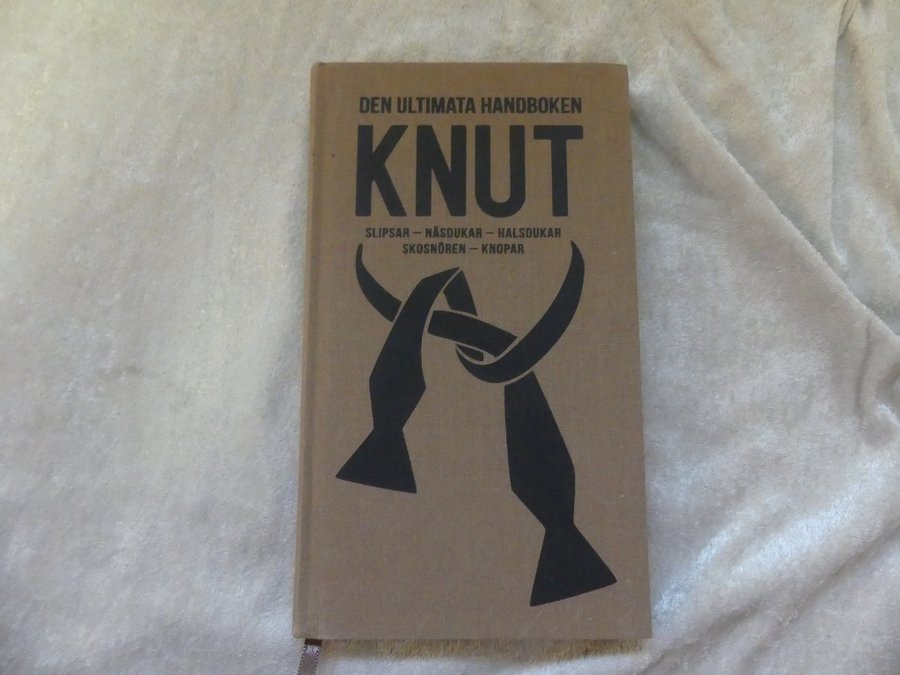 DEN ULTIMATA HANDBOKEN
KNUT
SLIPSAR – NÄSDUKAR – HALSDUKAR
SKOSNÖREN – KNOPAR